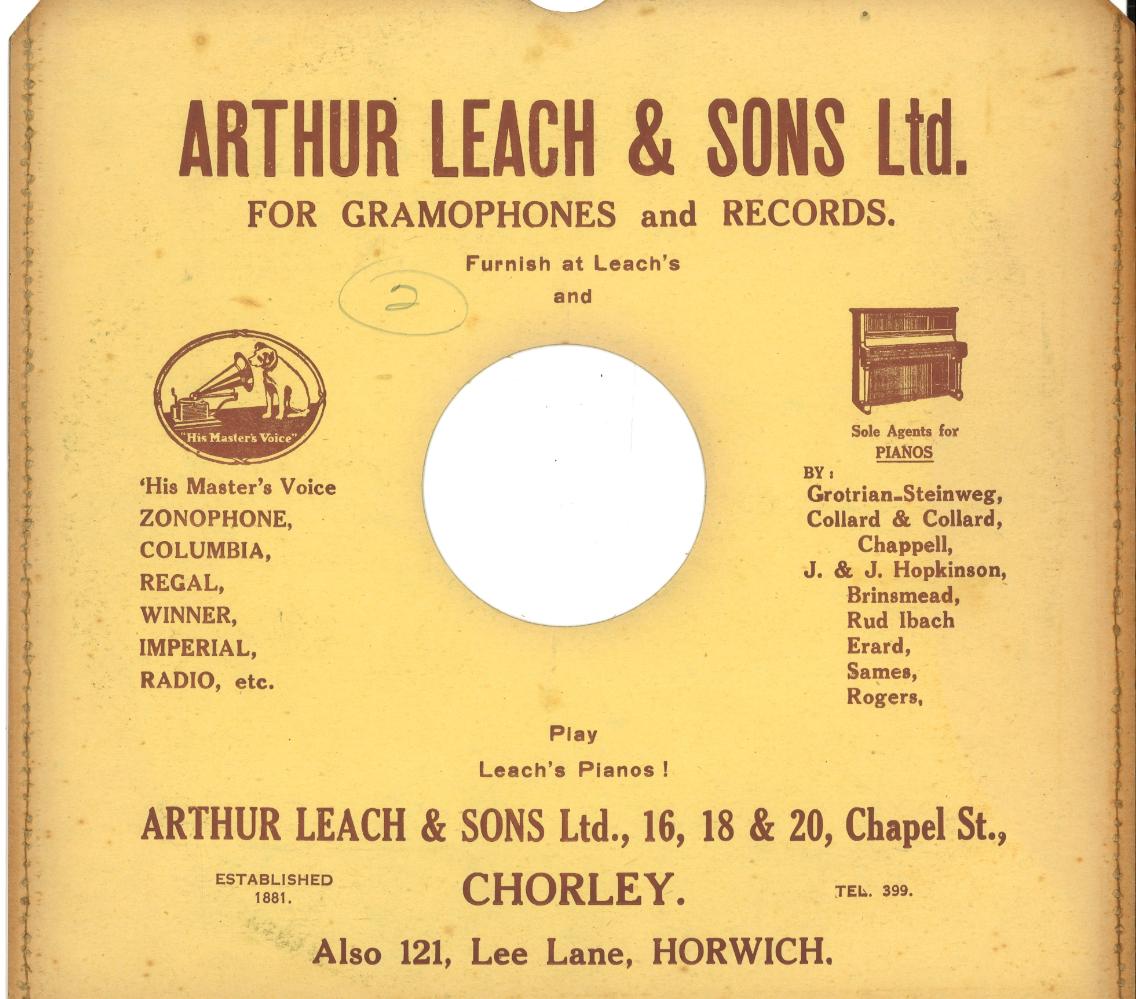 ARTHUR LEACH & SONS Ltd.
FOR GRAMOPHONES and RECORDS.
Furnish at Leach's
and
2
"His Master's Voice"
'His Master's Voice
ZONOPHONE,
COLUMBIA,
REGAL,
WINNER,
IMPERIAL,
RADIO, etc.
Sole Agents for
PIANOS
BY:
Grotrian-Steinweg,
Collard & Collard,
Chappell,
J. & J. Hopkinson,
Brinsmead,
Rud Ibach
Erard,
Sames,
Rogers,
Play
Leach's Pianos!
ARTHUR LEACH & SONS Ltd., 16, 18 & 20, Chapel St.,
ESTABLISHED
1881.
CHORLEY.
TEL. 399.
Also 121, Lee Lane, HORWICH.